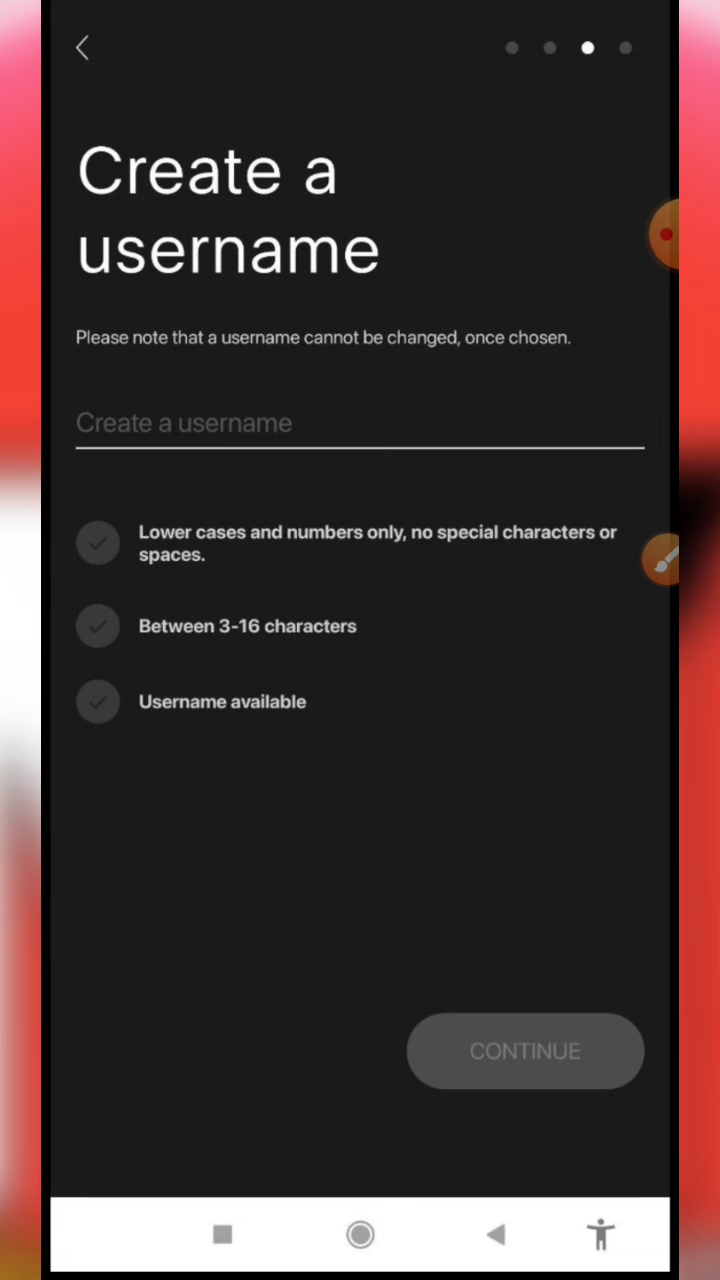 Create a
username
Please note that a username cannot be changed, once chosen.
Create a username
Lower cases and numbers only, no special characters or
spaces.
Between 3-16 characters
Username available
CONTINUE